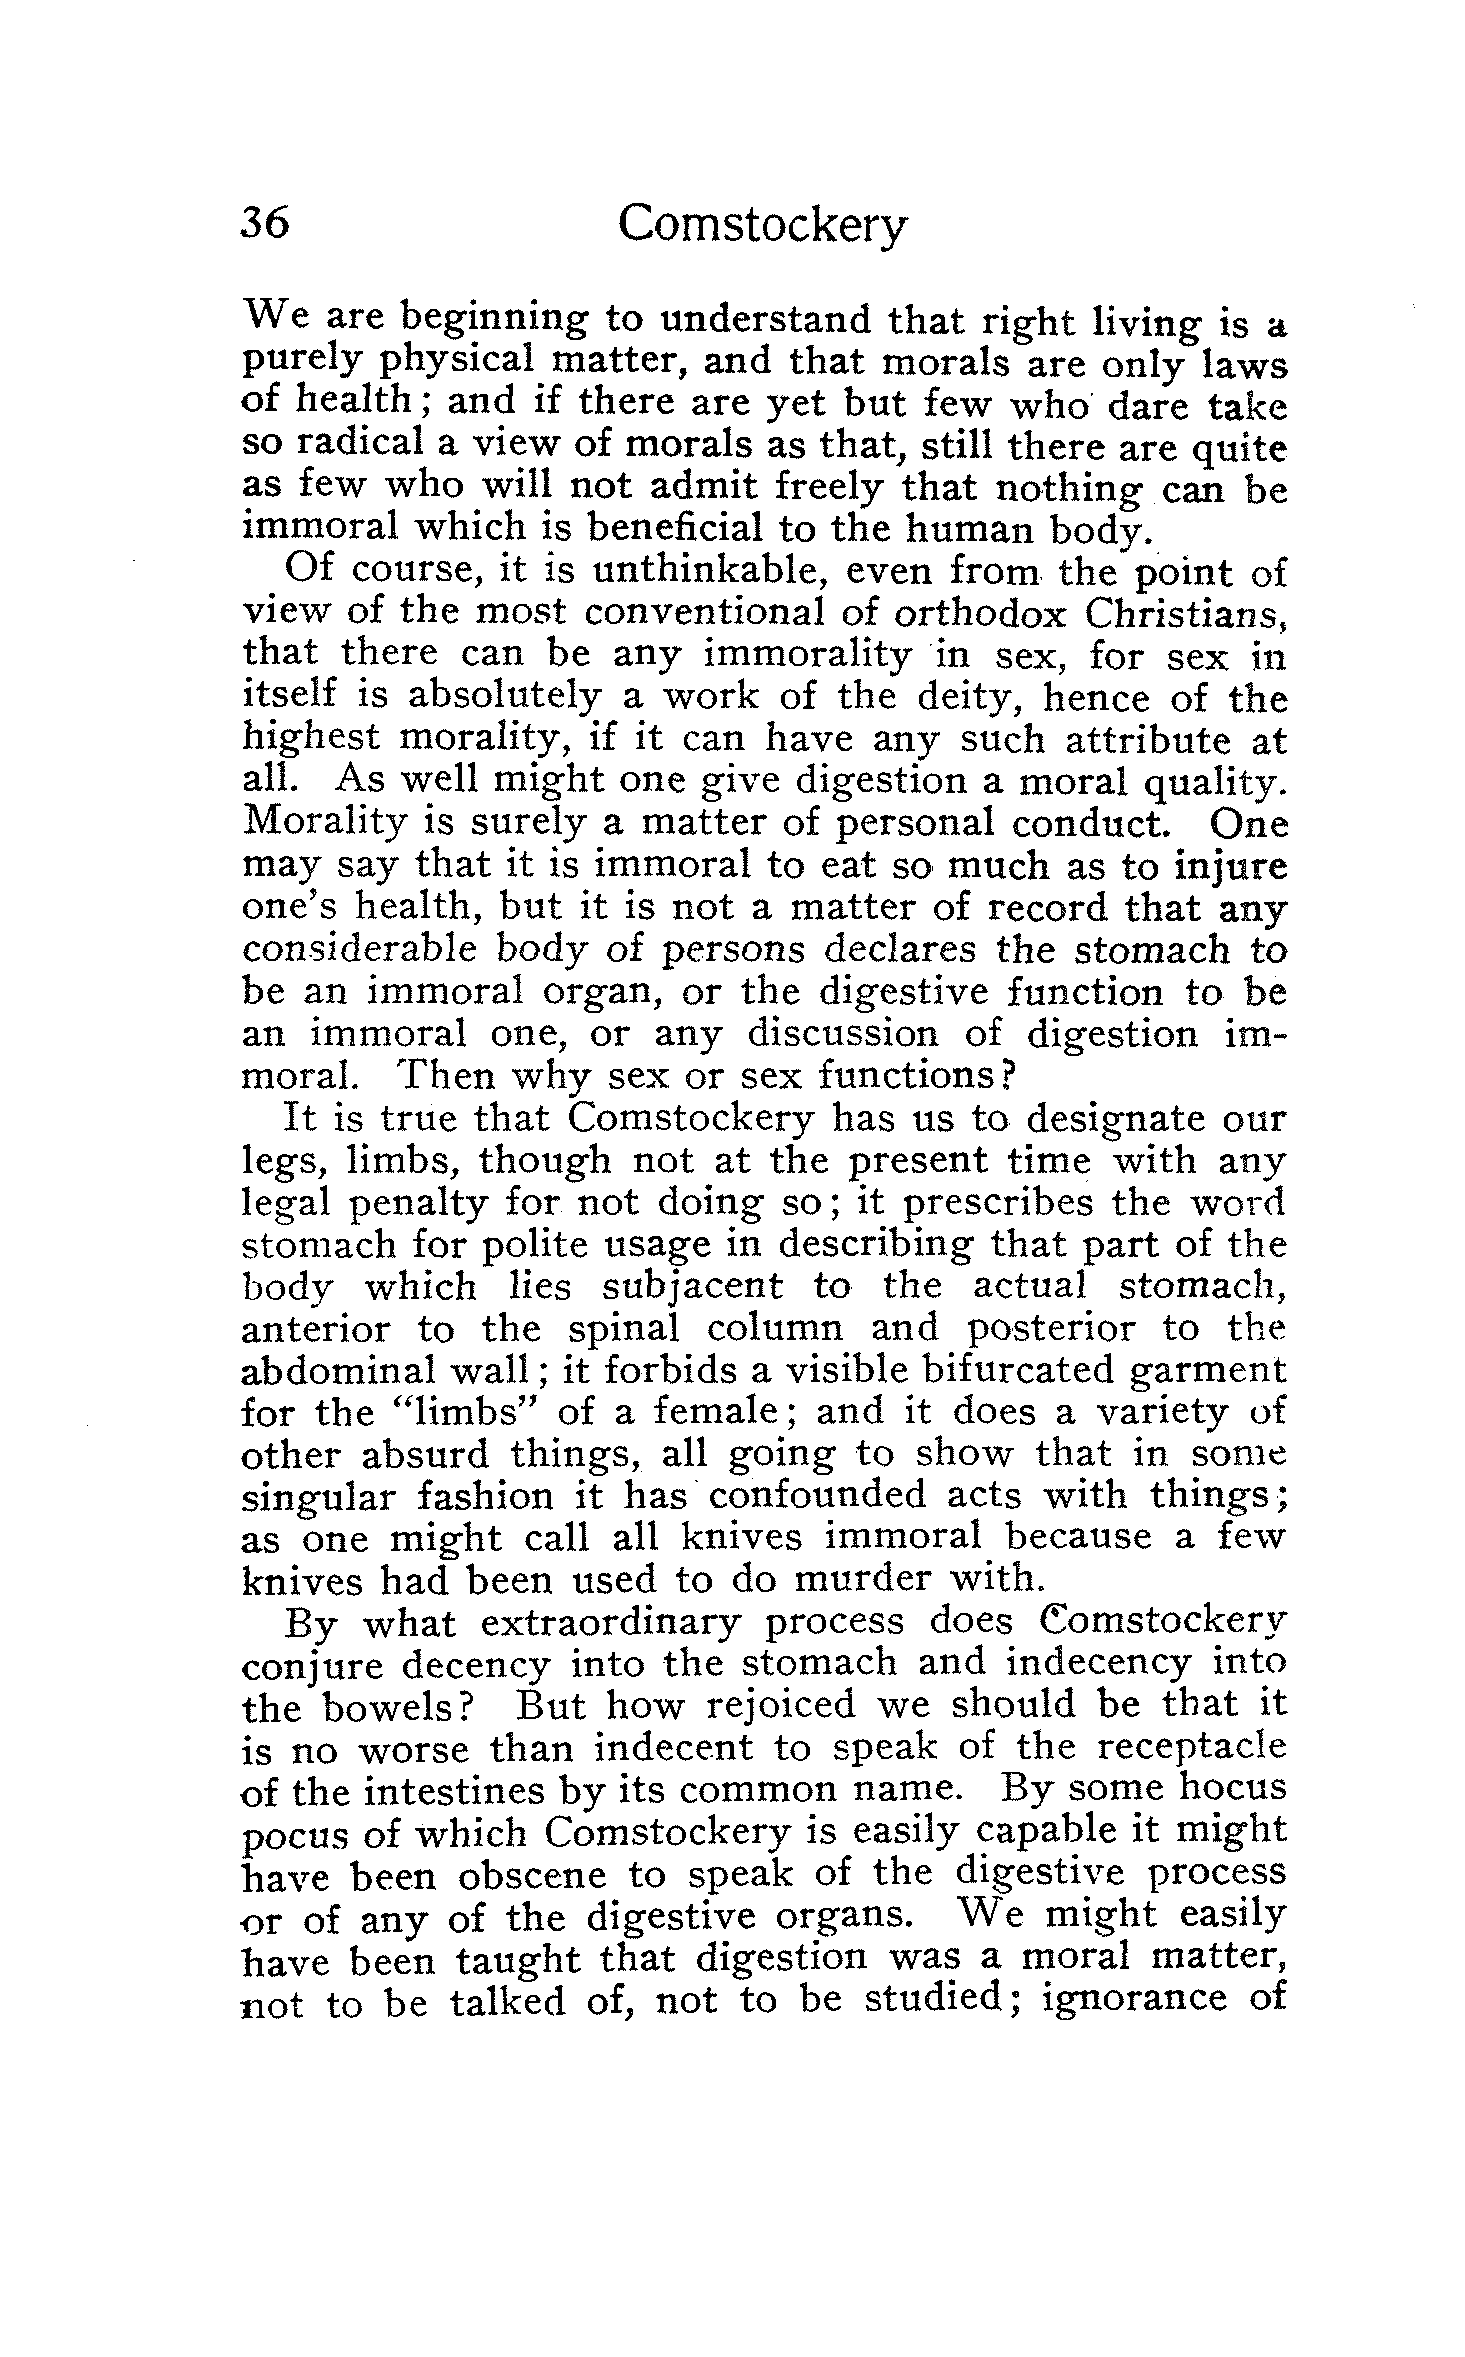 36 Comstockery
We are beginning to understand that right living is a
purely physical matter, and that morals are only laws
of health; and if there are yet but few who dare take
so radical a view of morals as that, still there are quite
as few who will not admit freely that nothing can be
immoral which is beneficial to the human body.
Of course, it is unthinkable, even from the point of
view of the most conventional of orthodox Christians,
that there can be any immorality in sex, for sex in
itself is absolutely a work of the deity, hence of the
highest morality, if it can have any such attribute at
all. As well might one give digestion a moral quality.
Morality is surely a matter of personal conduct. One
may say that it is immoral to eat so much as to injure
one's health, but it is not a matter of record that any
considerable body of persons declares the stomach to
be an immoral organ, or the digestive function to be
an immoral one, or any discussion of digestion im-
moral. Then why sex or sex functions?
It is true that Comstockery has us to designate our
legs, limbs, though not at the present time with any
legal penalty for not doing so; it prescribes the word
stomach for polite usage in describing that part of the
body which lies subjacent to the actual stomach,
anterior to the spinal column and posterior to the
abdominal wall; it forbids a visible bifurcated garment
for the "limbs" of a female; and it does a variety of
other absurd things, all going to show that in some
singular fashion it has confounded acts with things;
as one might call all knives immoral because a few
knives had been used to do murder with.
By what extraordinary process does Comstockery
conjure decency into the stomach and indecency into
the bowels? But how rejoiced we should be that it
is no worse than indecent to speak of the receptacle
of the intestines by its common name. By some hocus
pocus of which Comstockery is easily capable it might
have been obscene to speak of the digestive process
or of any of the digestive organs. We might easily
have been taught that digestion was a moral matter,
not to be talked of, not to be studied; ignorance of